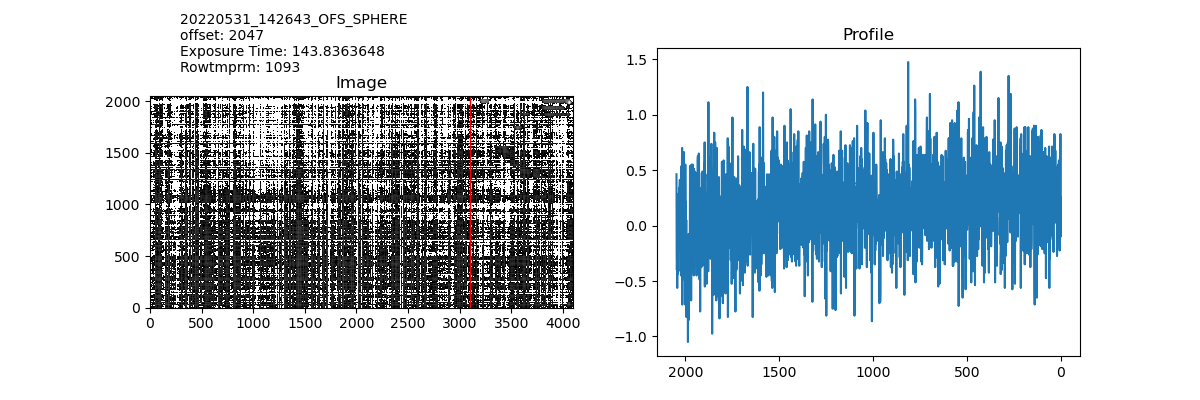 20220531_142643_OFS_SPHERE
offset: 2047
Exposure Time: 143.8363648
Rowtmprm: 1093
Image
2000
1500
1000
500
0
0 500 1000 1500 2000 2500 3000 3500 4000
Profile
1.5
1.0
0.5
0.0
−0.5
−1.0
2000 1500 1000 500 0